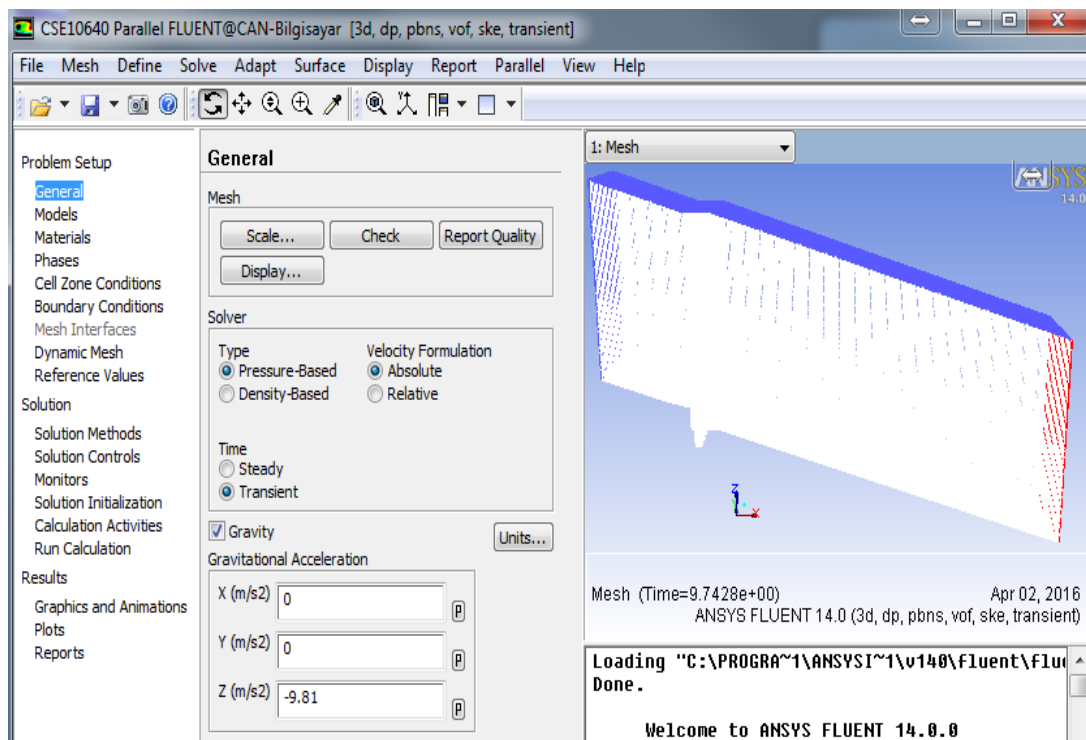 CSE10640 Parallel FLUENT@CAN-Bilgisayar [3d, dp, pbns, vof, ske, transient]
File Mesh Define Solve Adapt Surface Display Report Parallel View Help
Problem Setup
General
Models
Materials
Phases
Cell Zone Conditions
Boundary Conditions
Mesh Interfaces
Dynamic Mesh
Reference Values
Solution
Solution Methods
Solution Controls
Monitors
Solution Initialization
Calculation Activities
Run Calculation
Results
Graphics and Animations
Plots
Reports
General
Mesh
Scale... Check Report Quality
Display...
Solver
Type Velocity Formulation
Pressure-Based Absolute
Density-Based Relative
Time
Steady
Transient
Gravity Units...
Gravitational Acceleration
X (m/s2) 0 P
Y (m/s2) 0 P
Z (m/s2) -9.81 P
1: Mesh
ANSYS
14.0
Z
Y
X
Mesh (Time=9.7428e+00) Apr 02, 2016
ANSYS FLUENT 14.0 (3d, dp, pbns, vof, ske, transient)
Loading "C:\PROGRA~1\ANSYSI~1\v140\fluent\flu
Done.
Welcome to ANSYS FLUENT 14.0.0